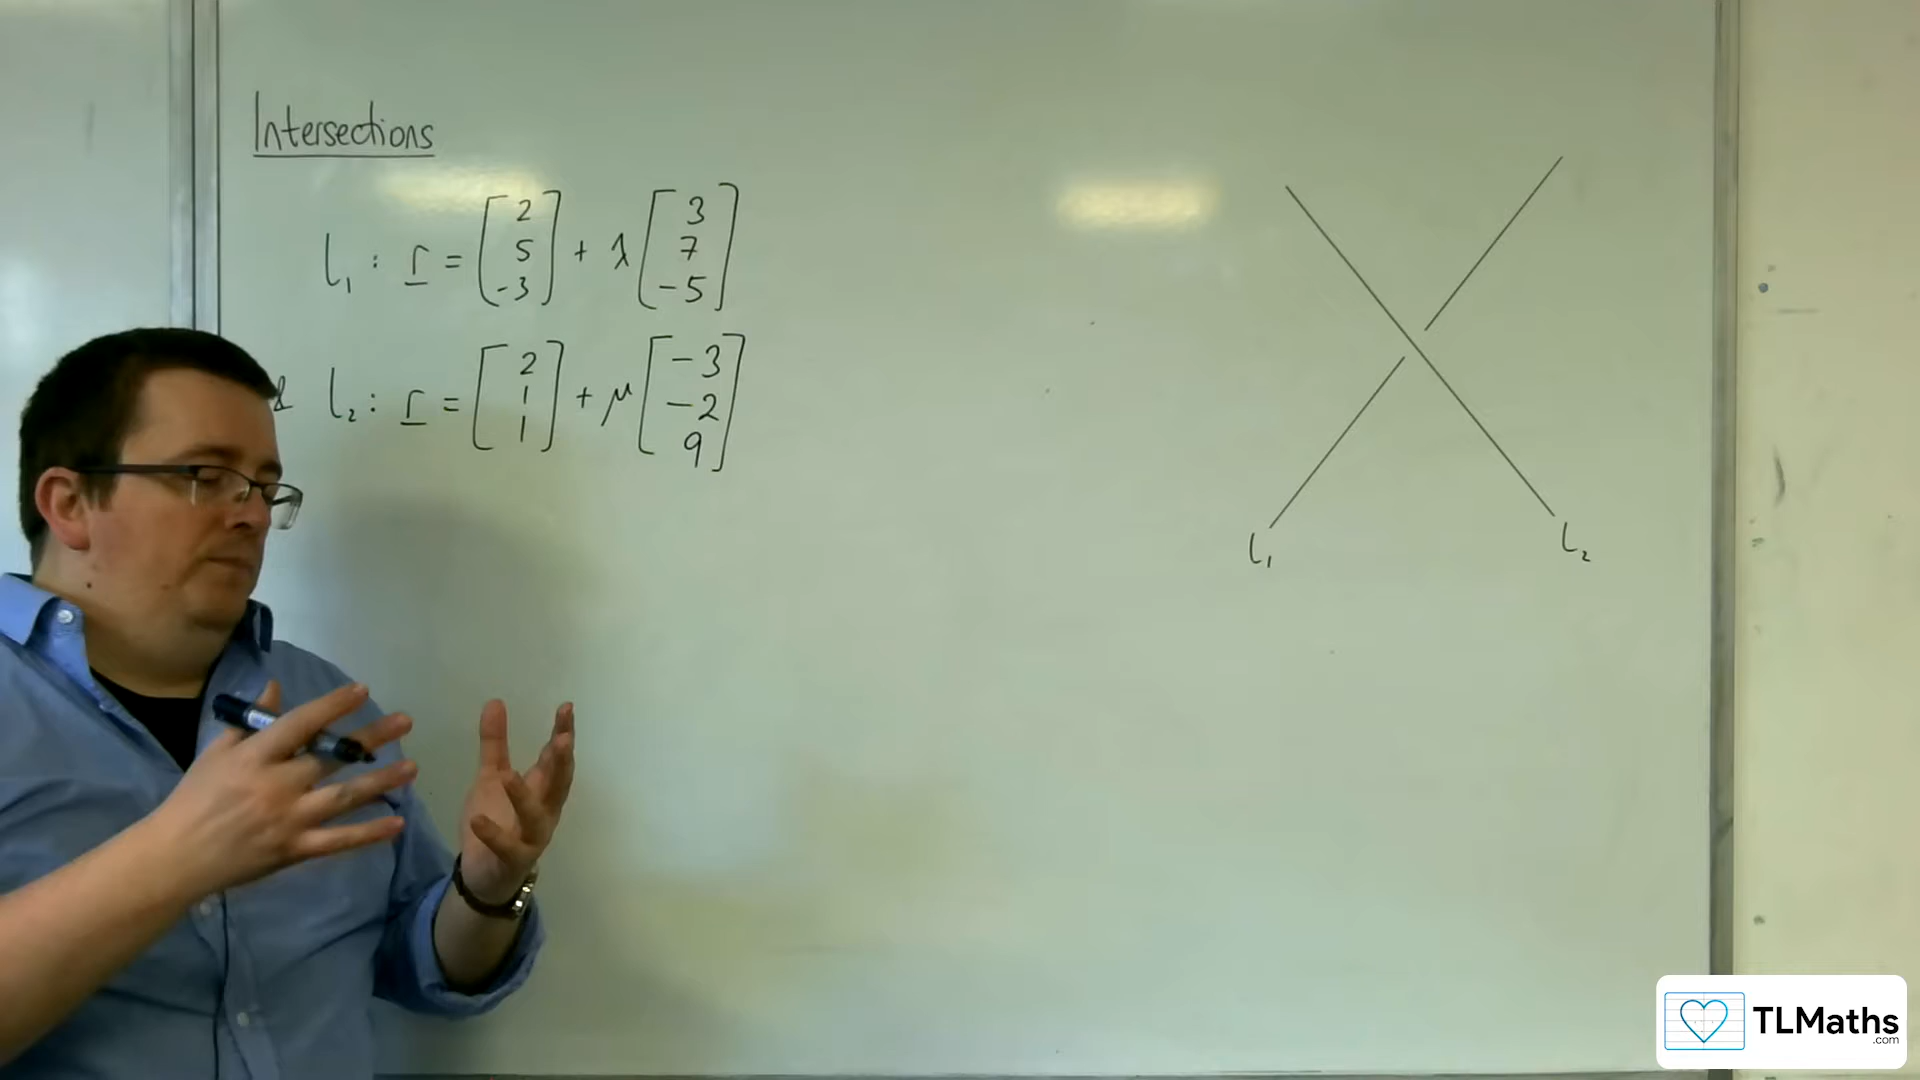 Intersections
l₁ : r = [2 5 -3] + λ [3 7 -5]
& l₂ : r = [2 1 1] + μ [-3 -2 9]
l₁ l₂
TLMaths
.com